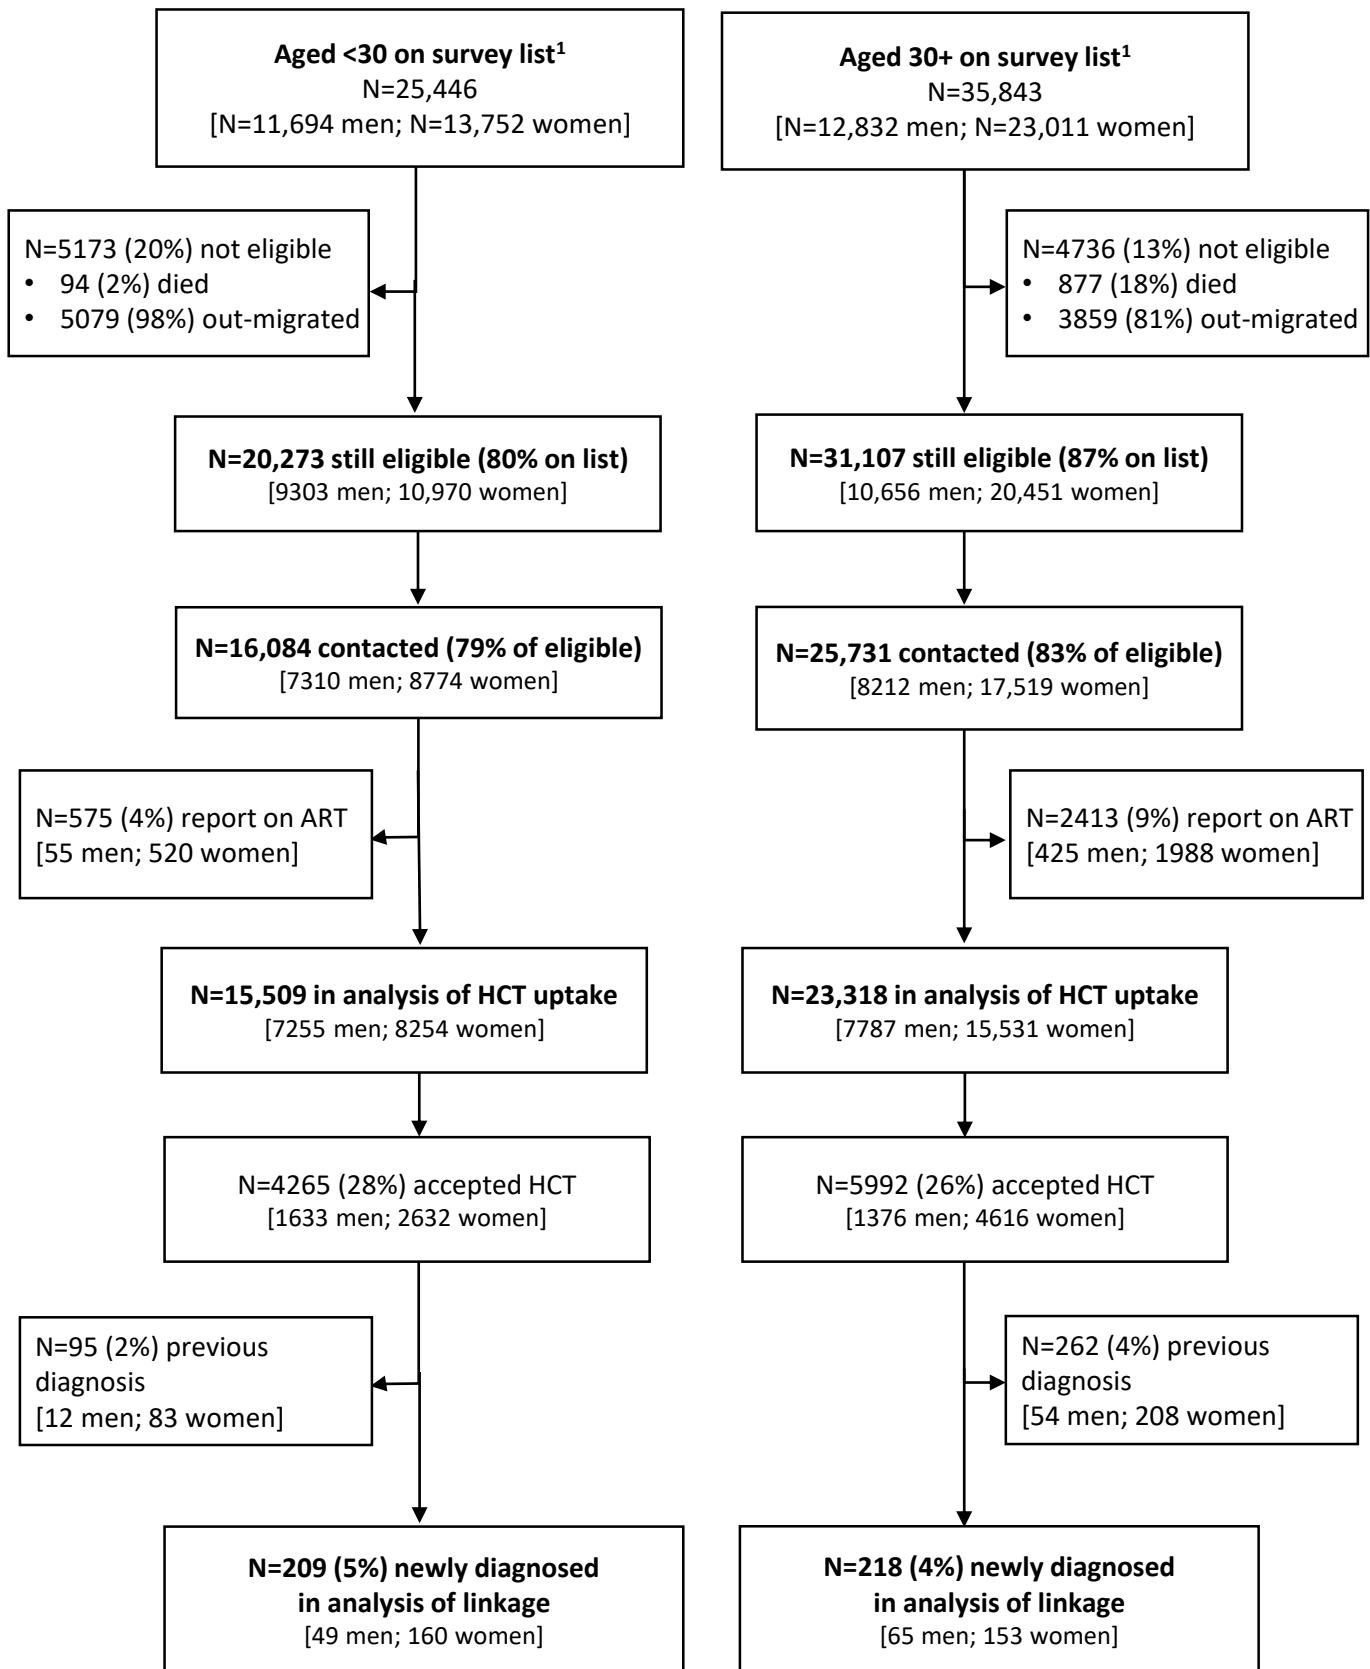 Aged <30 on survey list¹
N=25,446
[N=11,694 men; N=13,752 women]
Aged 30+ on survey list¹
N=35,843
[N=12,832 men; N=23,011 women]
N=5173 (20%) not eligible
• 94 (2%) died
• 5079 (98%) out-migrated
N=4736 (13%) not eligible
• 877 (18%) died
• 3859 (81%) out-migrated
N=20,273 still eligible (80% on list)
[9303 men; 10,970 women]
N=31,107 still eligible (87% on list)
[10,656 men; 20,451 women]
N=16,084 contacted (79% of eligible)
[7310 men; 8774 women]
N=25,731 contacted (83% of eligible)
[8212 men; 17,519 women]
N=575 (4%) report on ART
[55 men; 520 women]
N=2413 (9%) report on ART
[425 men; 1988 women]
N=15,509 in analysis of HCT uptake
[7255 men; 8254 women]
N=23,318 in analysis of HCT uptake
[7787 men; 15,531 women]
N=4265 (28%) accepted HCT
[1633 men; 2632 women]
N=5992 (26%) accepted HCT
[1376 men; 4616 women]
N=95 (2%) previous
diagnosis
[12 men; 83 women]
N=262 (4%) previous
diagnosis
[54 men; 208 women]
N=209 (5%) newly diagnosed
in analysis of linkage
[49 men; 160 women]
N=218 (4%) newly diagnosed
in analysis of linkage
[65 men; 153 women]